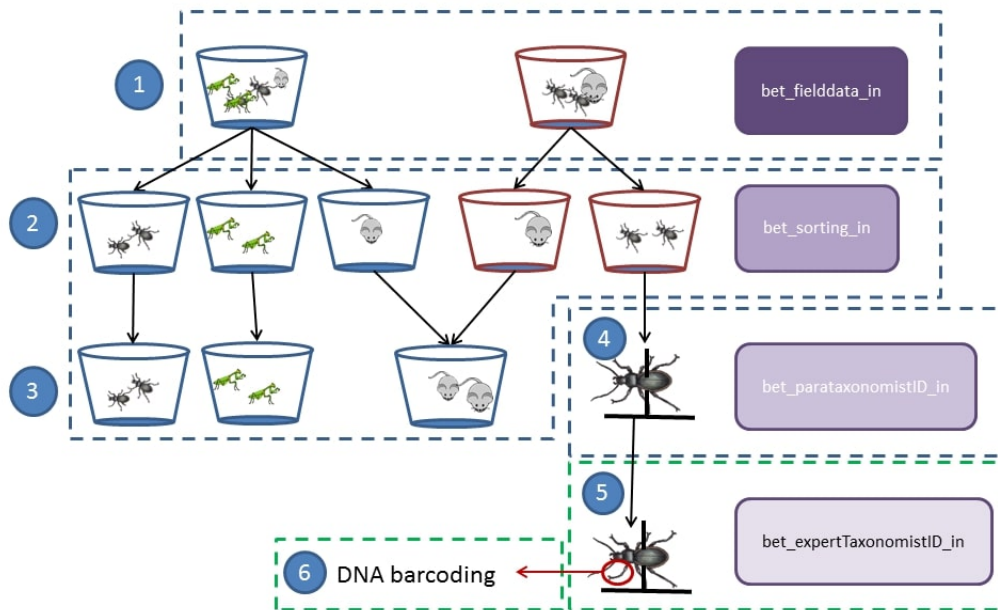 1
bet_fielddata_in
2
bet_sorting_in
3
4
bet_parataxonomistID_in
5
bet_expertTaxonomistID_in
6
DNA barcoding